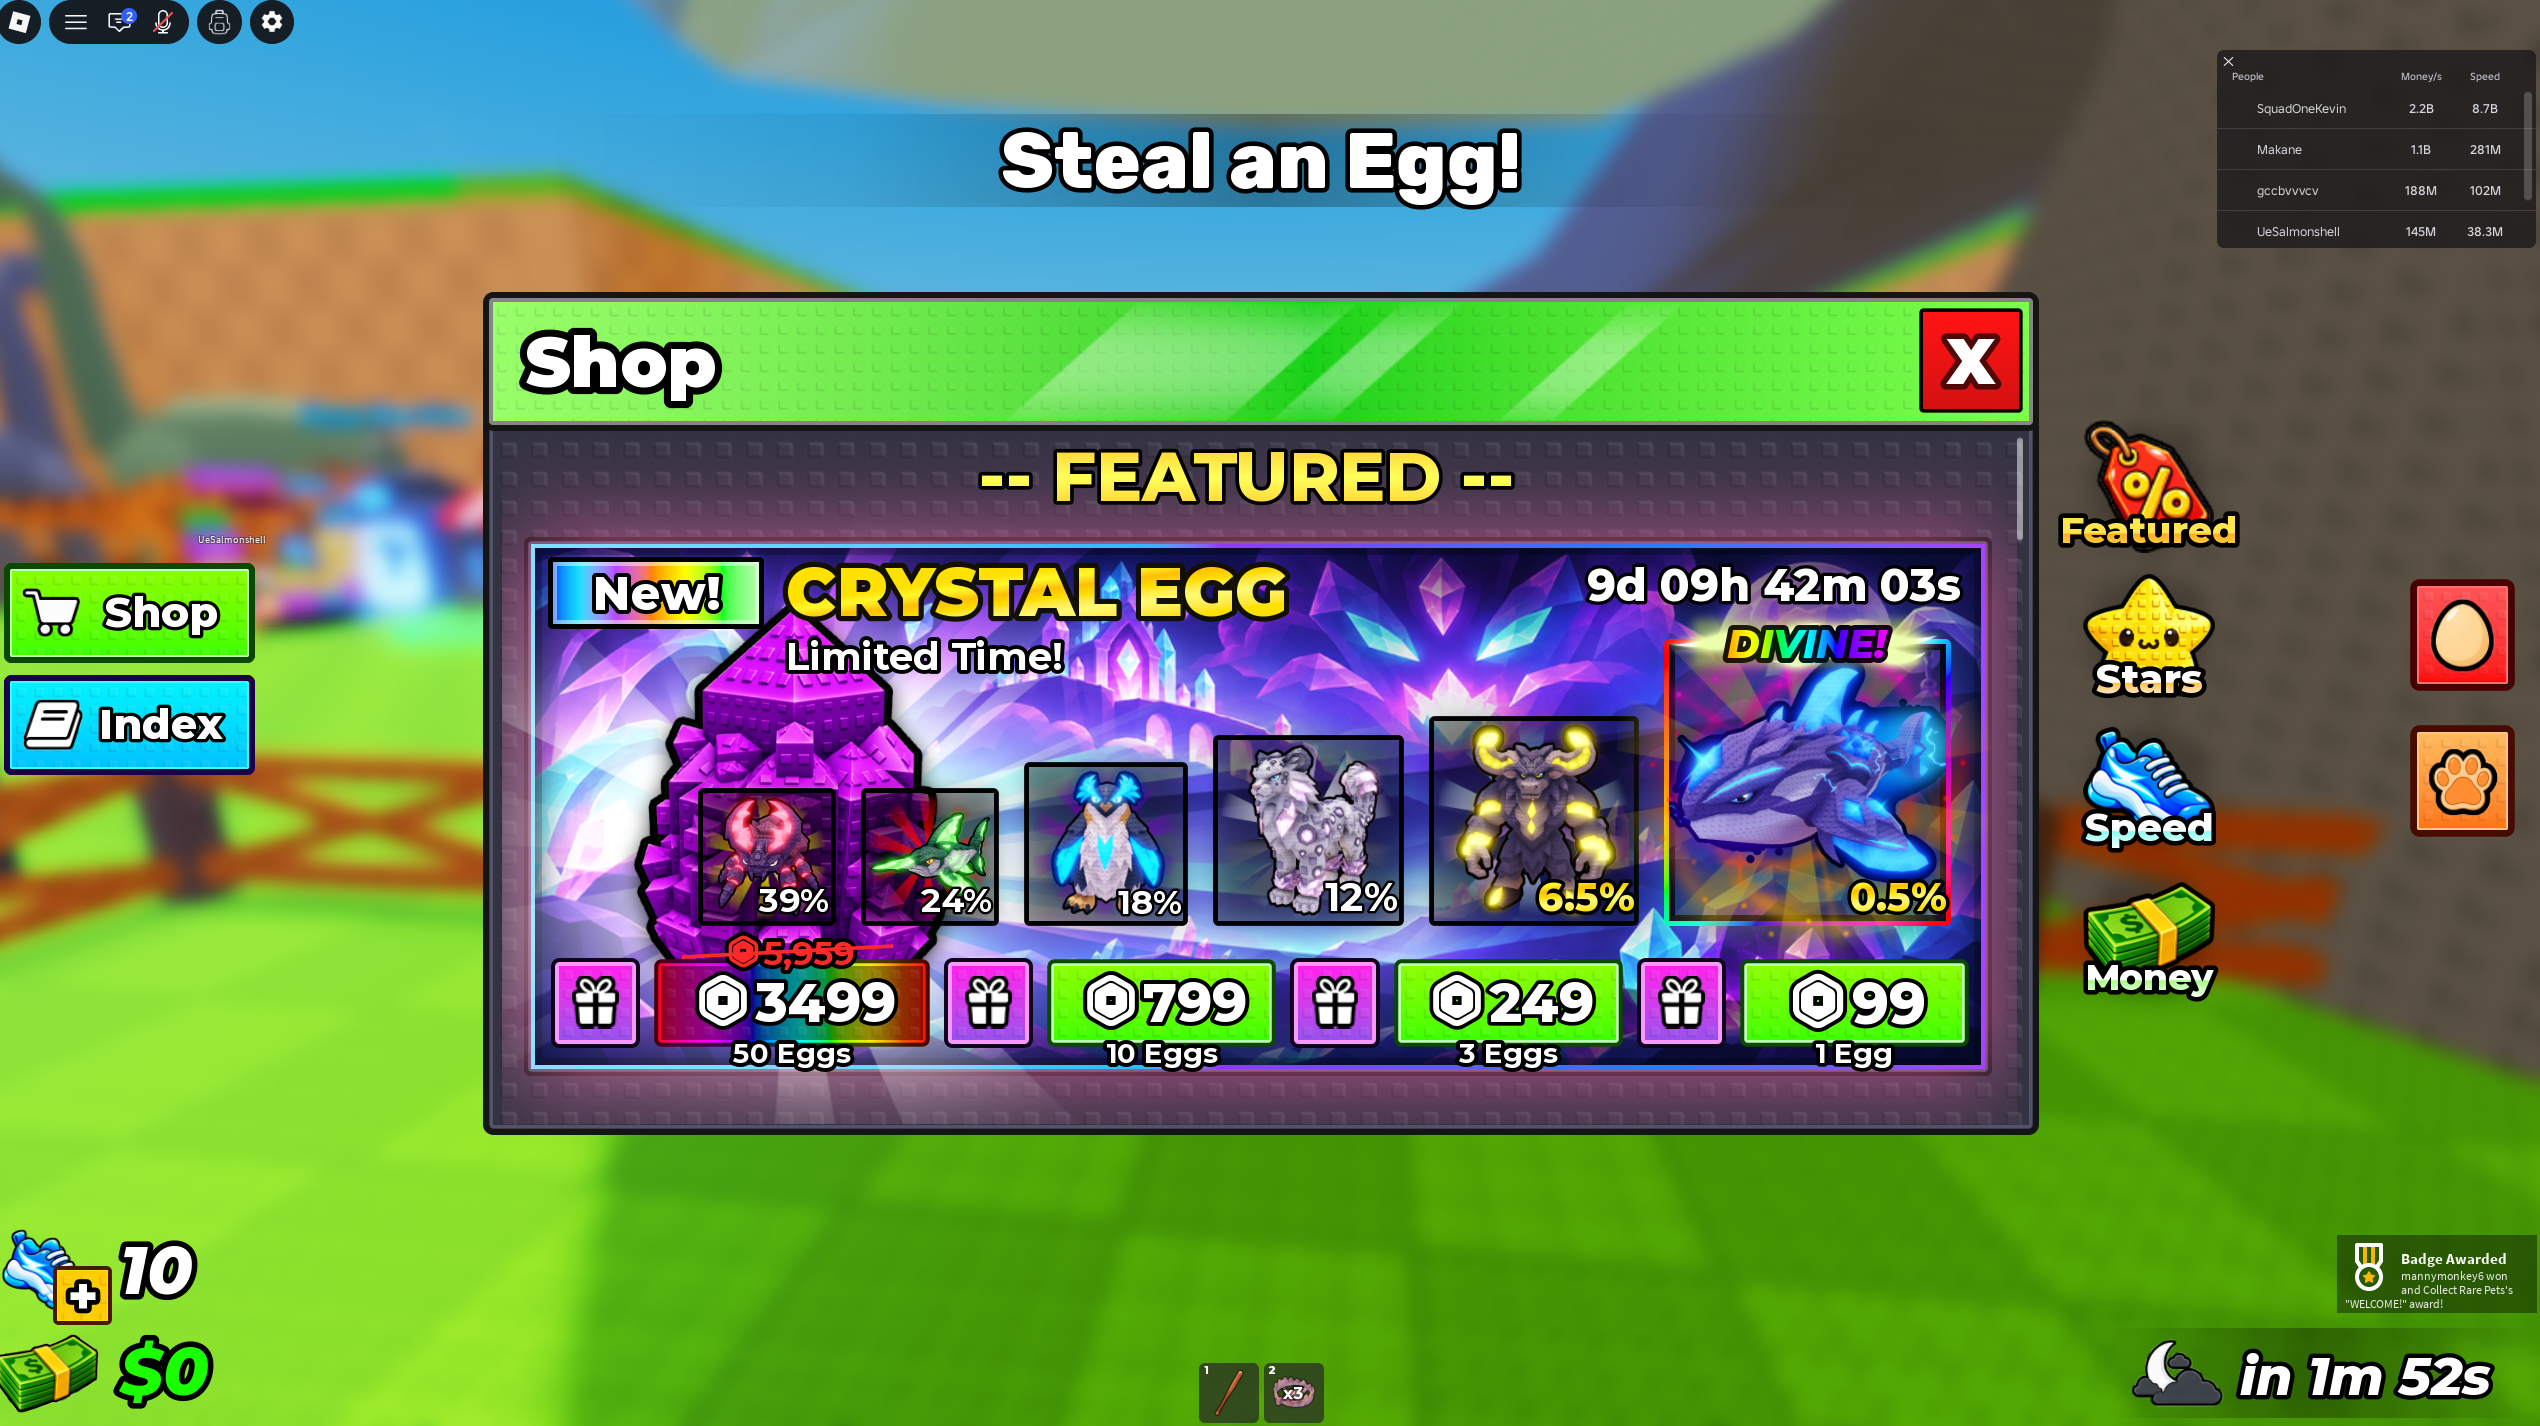 2
Steal an Egg!
People Money/s Speed
SquadOneKevin 2.2B 8.7B
Makane 1.1B 281M
gccbvvvcv 188M 102M
UeSalmonshell 145M 38.3M
Shop
X
-- FEATURED --
New!
CRYSTAL EGG
9d 09h 42m 03s
Limited Time!
DIVINE!
39%
24%
18%
12%
6.5%
0.5%
5,959
3499
799
249
99
50 Eggs
10 Eggs
3 Eggs
1 Egg
Featured
Stars
Speed
Money
UeSalmonshell
Shop
Index
10
$0
1
2
x3
Badge Awarded
mannymonkey6 won
and Collect Rare Pets's
"WELCOME!" award!
in 1m 52s